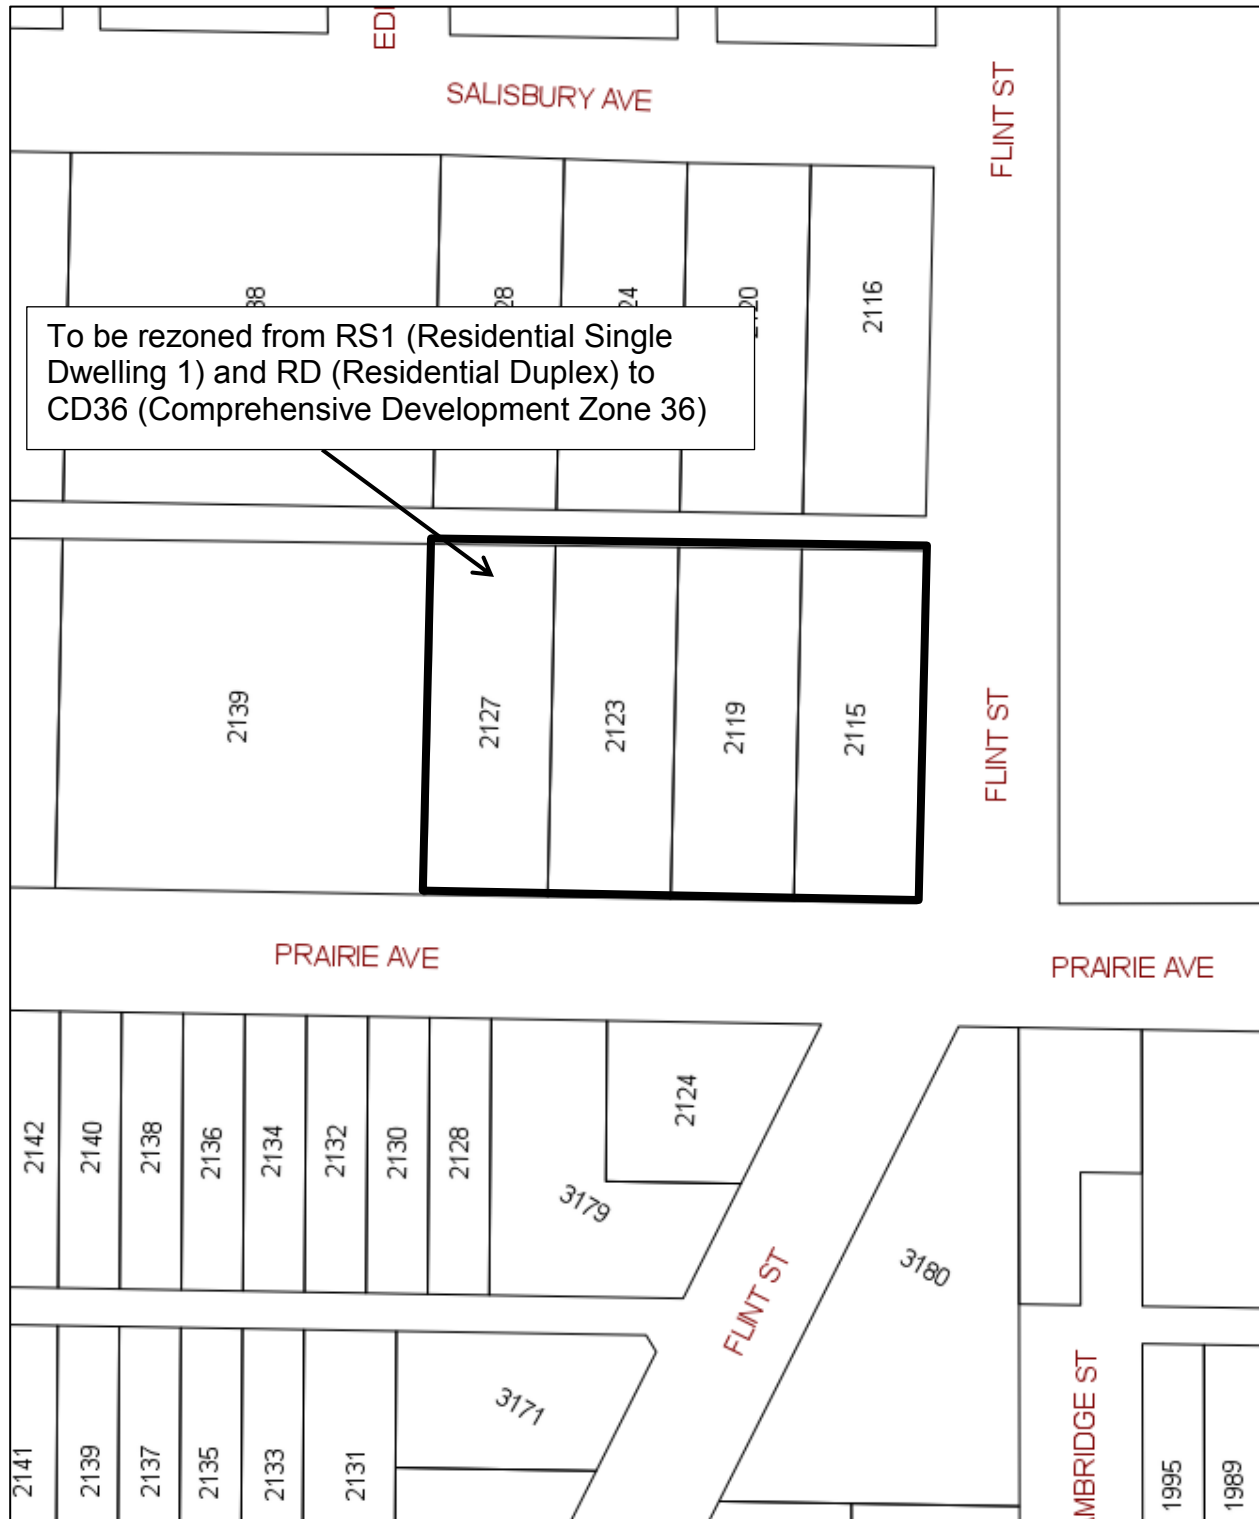 SALISBURY AVE
FLINT ST
2116
To be rezoned from RS1 (Residential Single
Dwelling 1) and RD (Residential Duplex) to
CD36 (Comprehensive Development Zone 36)
2139
2127
2123
2119
2115
FLINT ST
PRAIRIE AVE
PRAIRIE AVE
2142
2140
2138
2136
2134
2132
2130
2128
3179
2124
FLINT ST
3180
2141
2139
2137
2135
2133
2131
3171
1995
1989